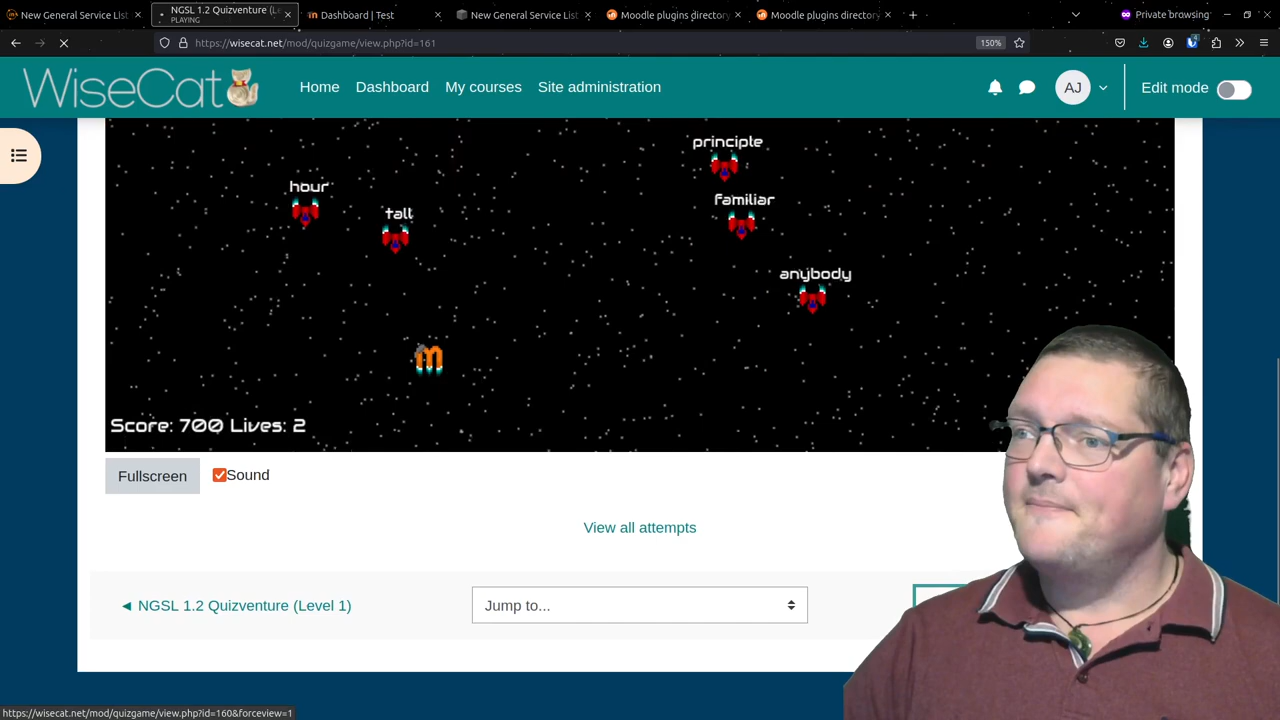 New General Service List
NGSL 1.2 Quizventure (Le
PLAYING
Dashboard | Test
New General Service List
Moodle plugins directory
Moodle plugins directory
Private browsing
https://wisecat.net/mod/quizgame/view.php?id=161
150%
WiseCat
Home
Dashboard
My courses
Site administration
AJ
Edit mode
principle
hour
familiar
tall
anybody
m
Score: 700 Lives: 2
Fullscreen
Sound
View all attempts
◄ NGSL 1.2 Quizventure (Level 1)
Jump to...
https://wisecat.net/mod/quizgame/view.php?id=160&forceview=1